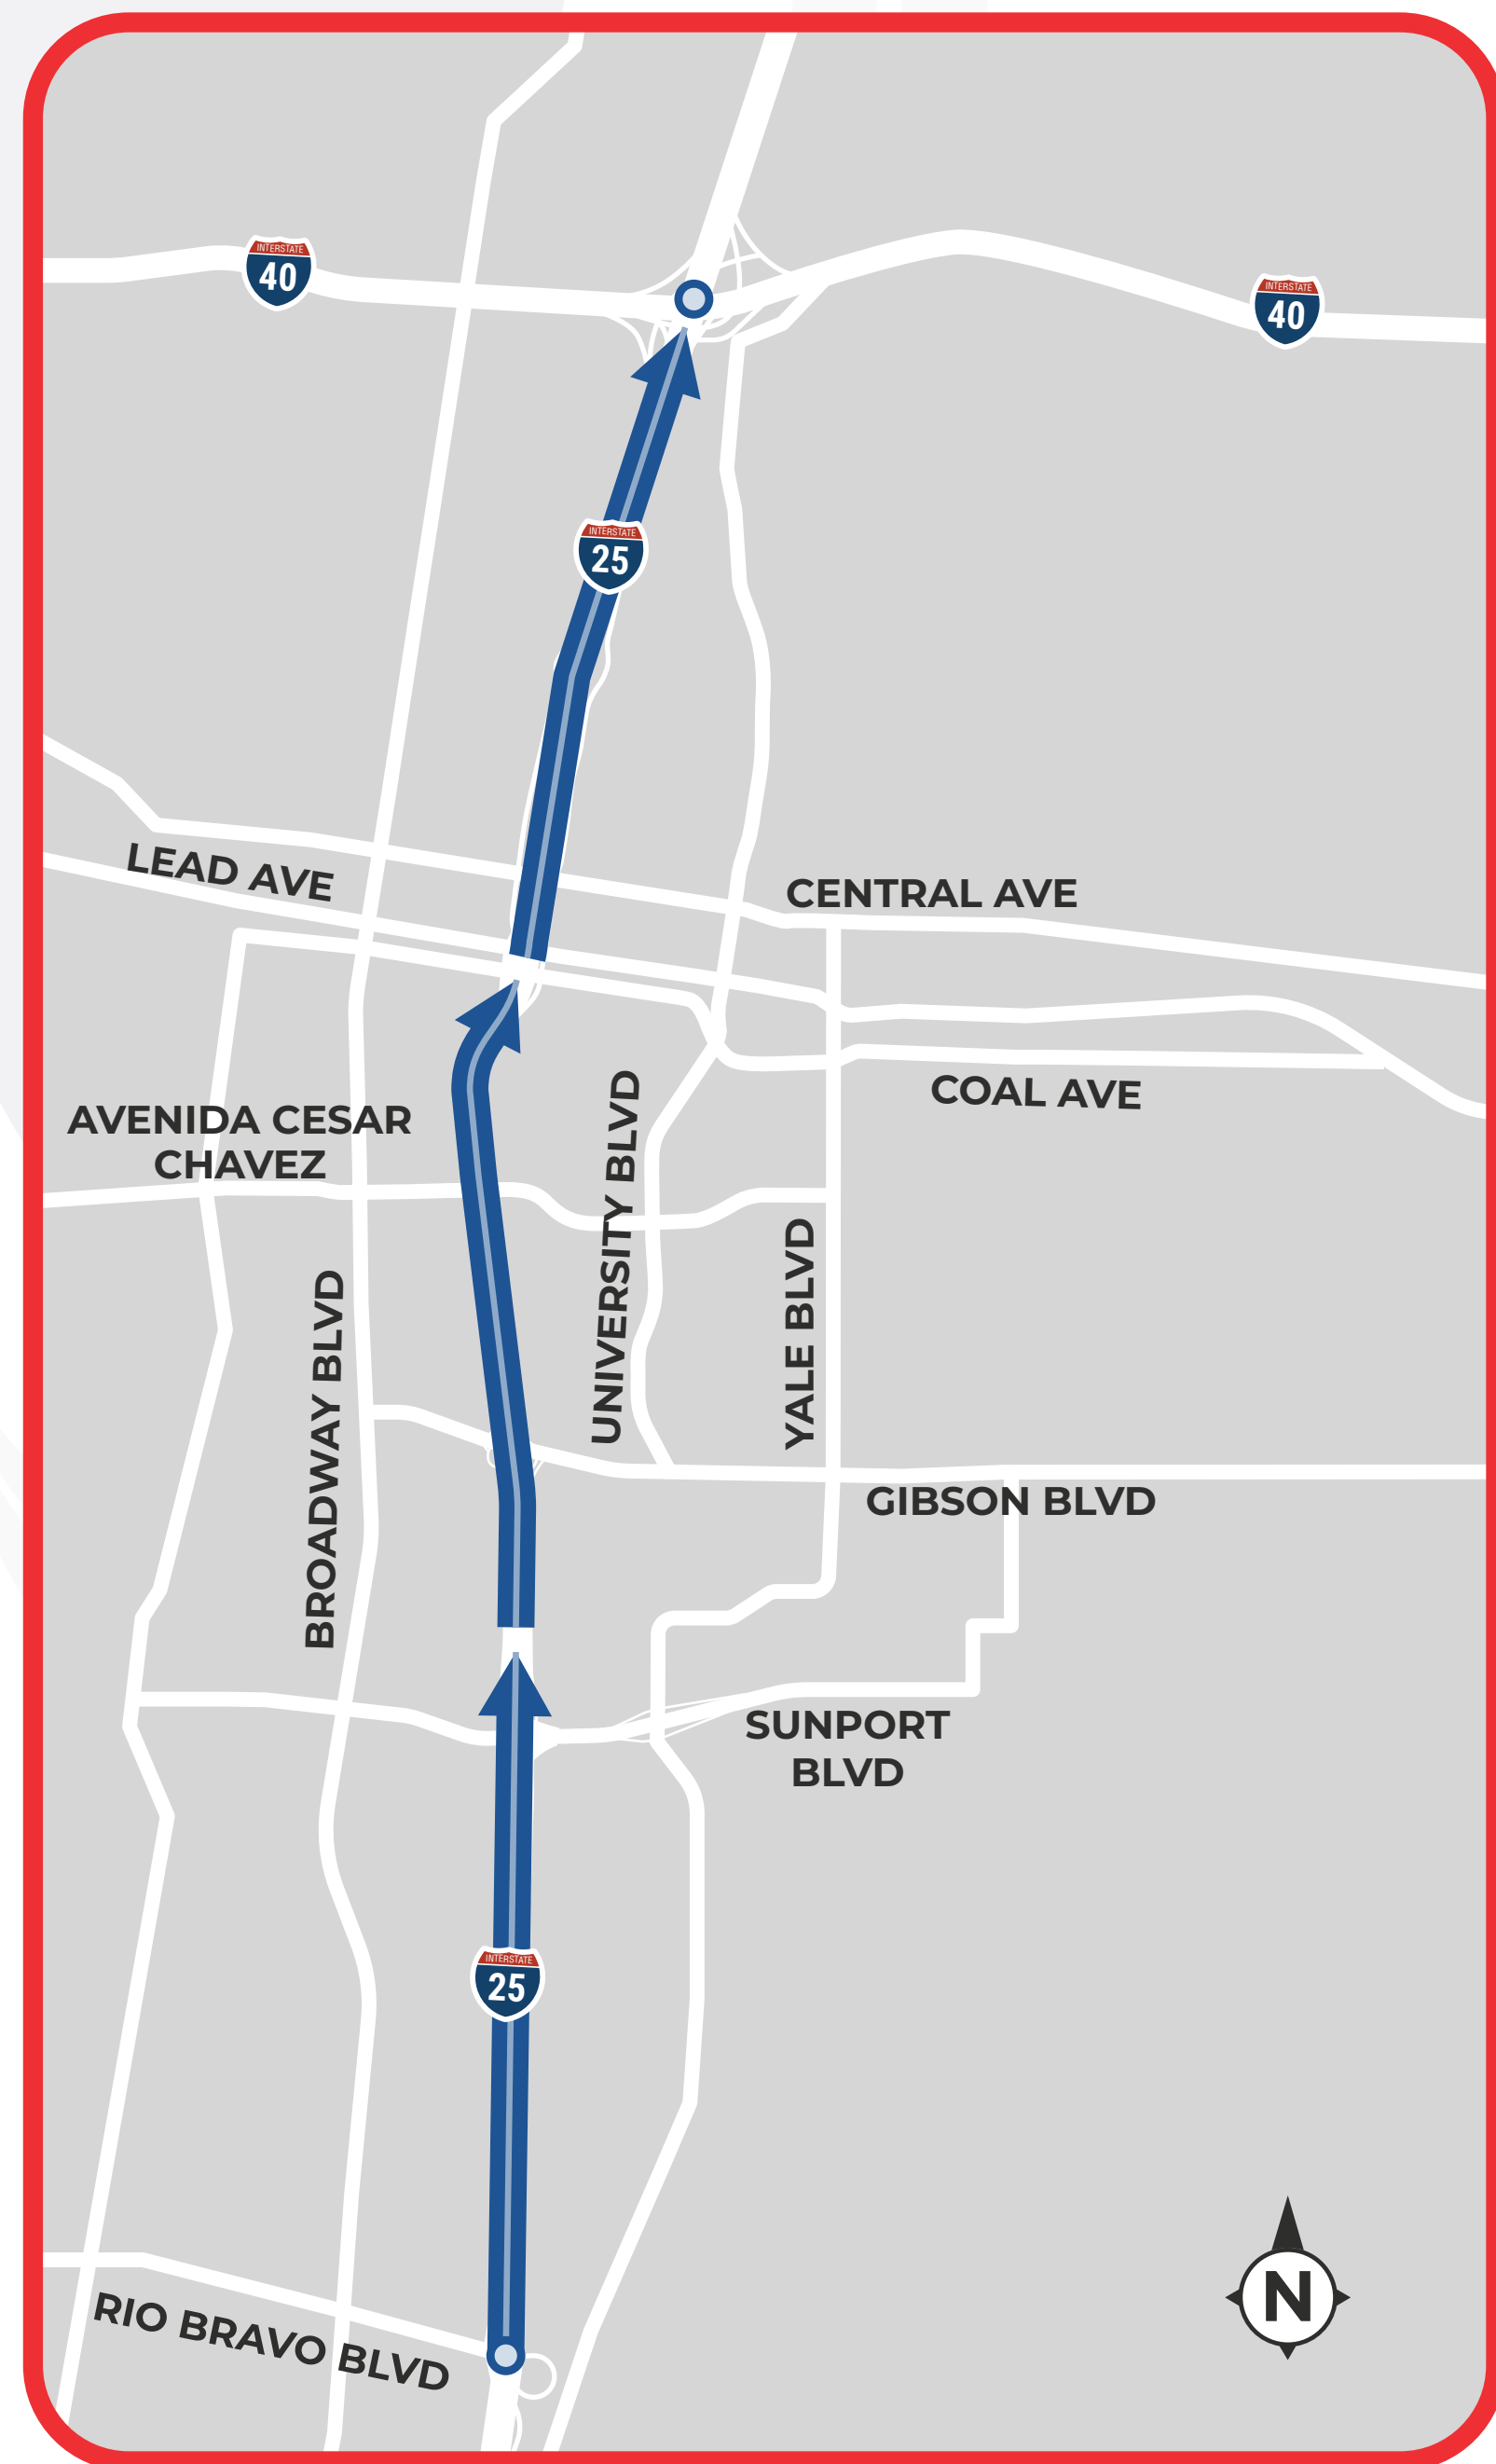 INTERSTATE
40
INTERSTATE
40
INTERSTATE
25
LEAD AVE
CENTRAL AVE
COAL AVE
AVENIDA CESAR
CHAVEZ
UNIVERSITY BLVD
YALE BLVD
BROADWAY BLVD
GIBSON BLVD
SUNPORT
BLVD
INTERSTATE
25
RIO BRAVO BLVD
N